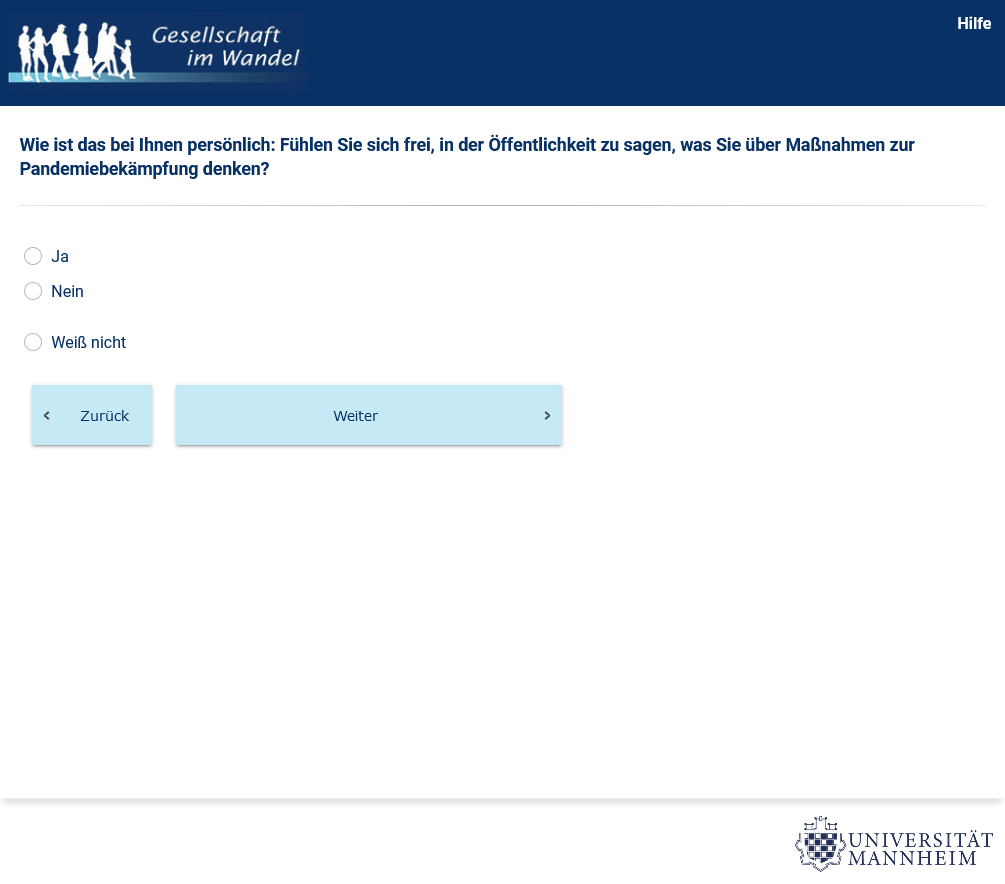 Gesellschaft
im Wandel
Hilfe
Wie ist das bei Ihnen persönlich: Fühlen Sie sich frei, in der Öffentlichkeit zu sagen, was Sie über Maßnahmen zur
Pandemiebekämpfung denken?
Ja
Nein
Weiß nicht
Zurück
Weiter
UNIVERSITÄT
MANNHEIM